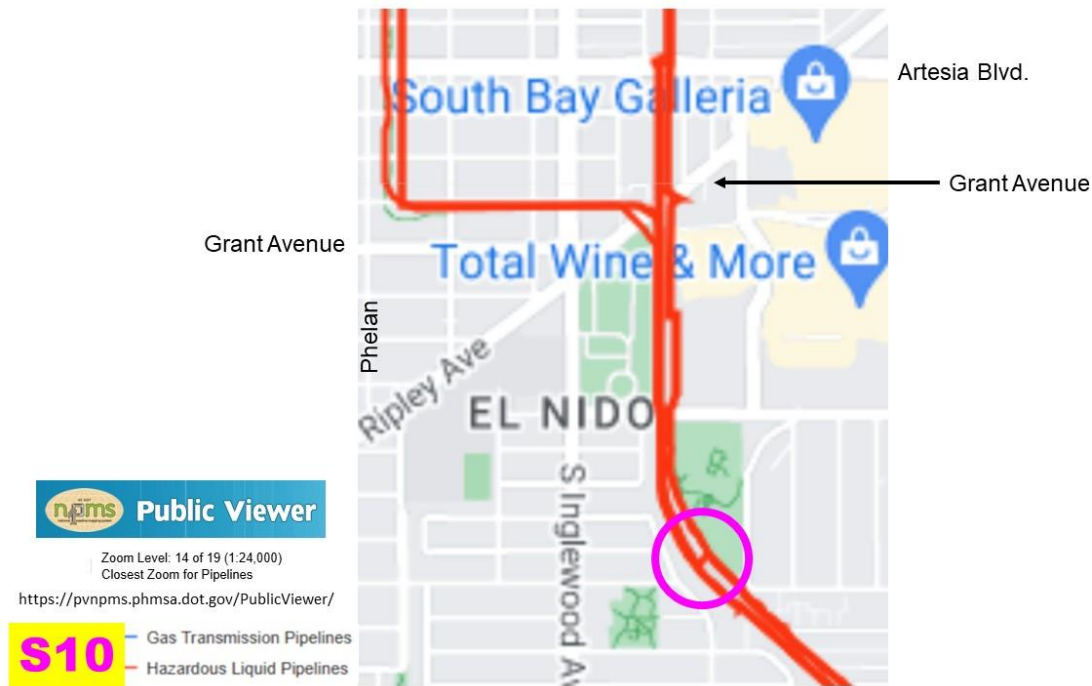 Artesia Blvd.
South Bay Galleria
Grant Avenue
Grant Avenue
Total Wine & More
Phelan
Ripley Ave
EL NIDO
S Inglewood Av
npms Public Viewer
Zoom Level: 14 of 19 (1:24,000)
Closest Zoom for Pipelines
https://pvnpms.phmsa.dot.gov/PublicViewer/
S10
Gas Transmission Pipelines
Hazardous Liquid Pipelines